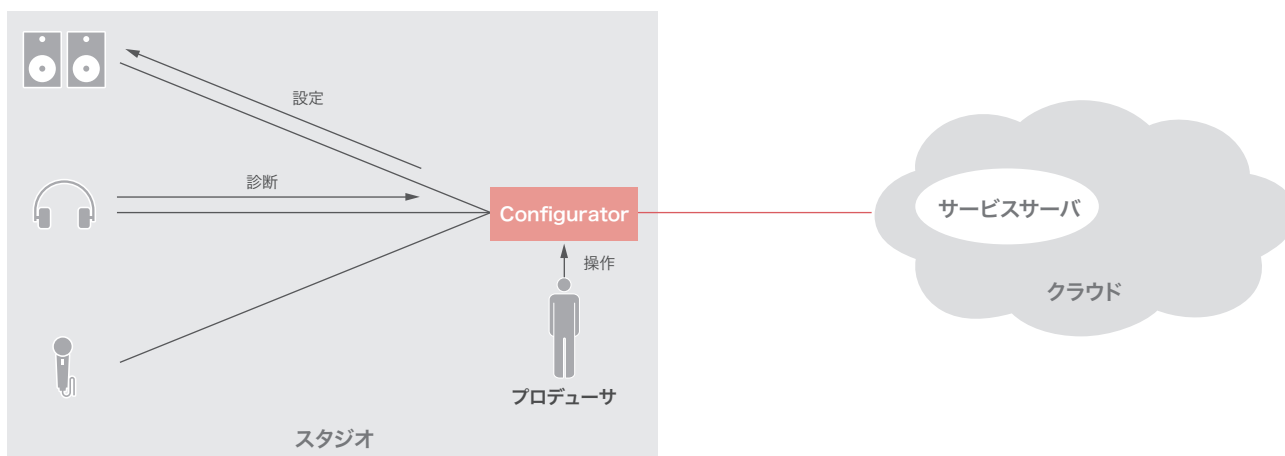 設定
診断
Configurator
サービスサーバ
操作
クラウド
プロデューサ
スタジオ